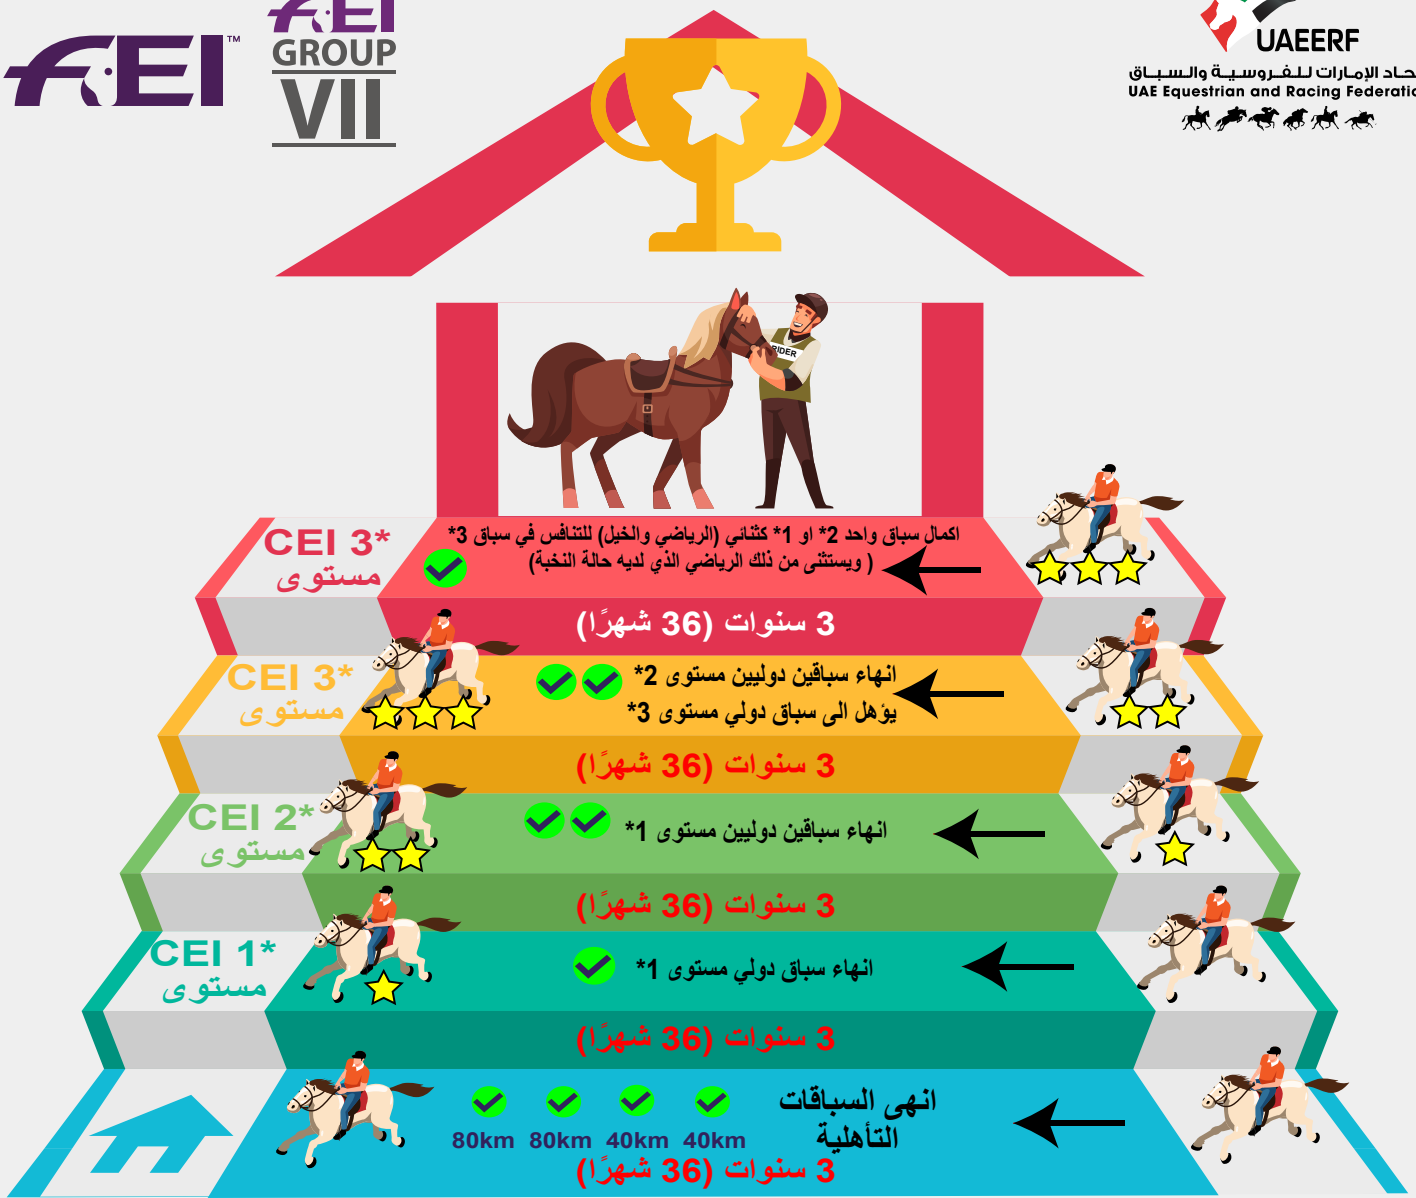 FEI™
FEI
GROUP
VII
UAEERF
حاد الإمارات للفروسية والسباق
UAE Equestrian and Racing Federatio
RIDER
CEI 3*
مستوى
اكمال سباق واحد 2* او 1* كثنائي (الرياضي والخيل) للتنافس في سباق 3*
( ويستثنى من ذلك الرياضي الذي لديه حالة النخبة)
3 سنوات (36 شهرًا)
CEI 3*
مستوى
انهاء سباقين دوليين مستوى 2*
يؤهل الى سباق دولي مستوى 3*
3 سنوات (36 شهرًا)
CEI 2*
مستوى
انهاء سباقين دوليين مستوى 1*
3 سنوات (36 شهرًا)
CEI 1*
مستوى
انهاء سباق دولي مستوى 1*
3 سنوات (36 شهرًا)
انهى السباقات
التأهلية
80km 80km 40km 40km
3 سنوات (36 شهرًا)